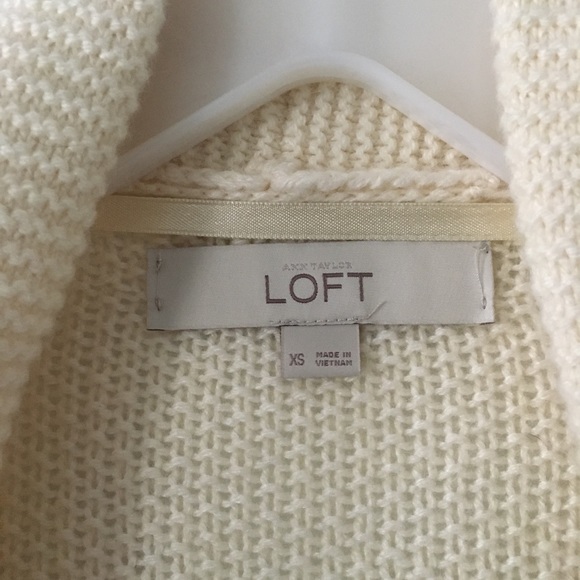 ANN TAYLOR
LOFT
XS
MADE IN
VIETNAM